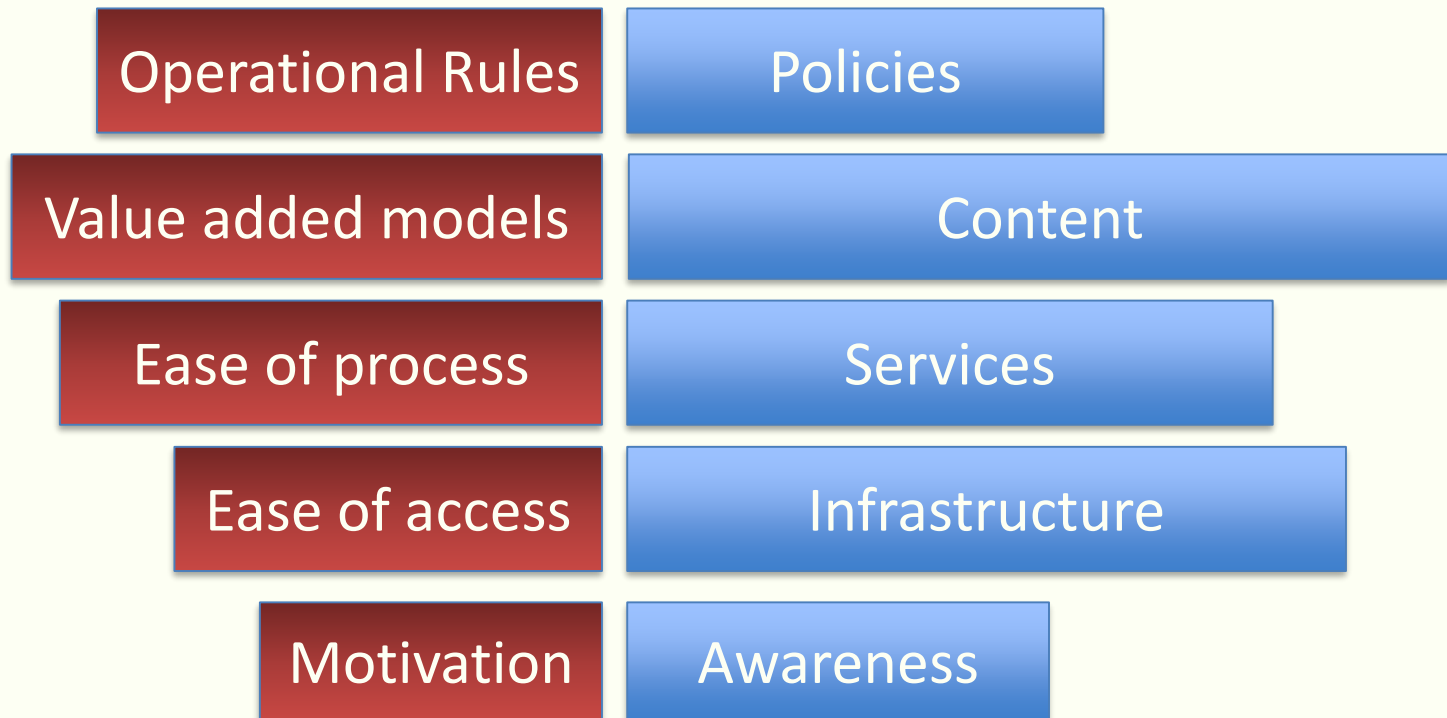 Operational Rules
Policies
Value added models
Content
Ease of process
Services
Ease of access
Infrastructure
Motivation
Awareness